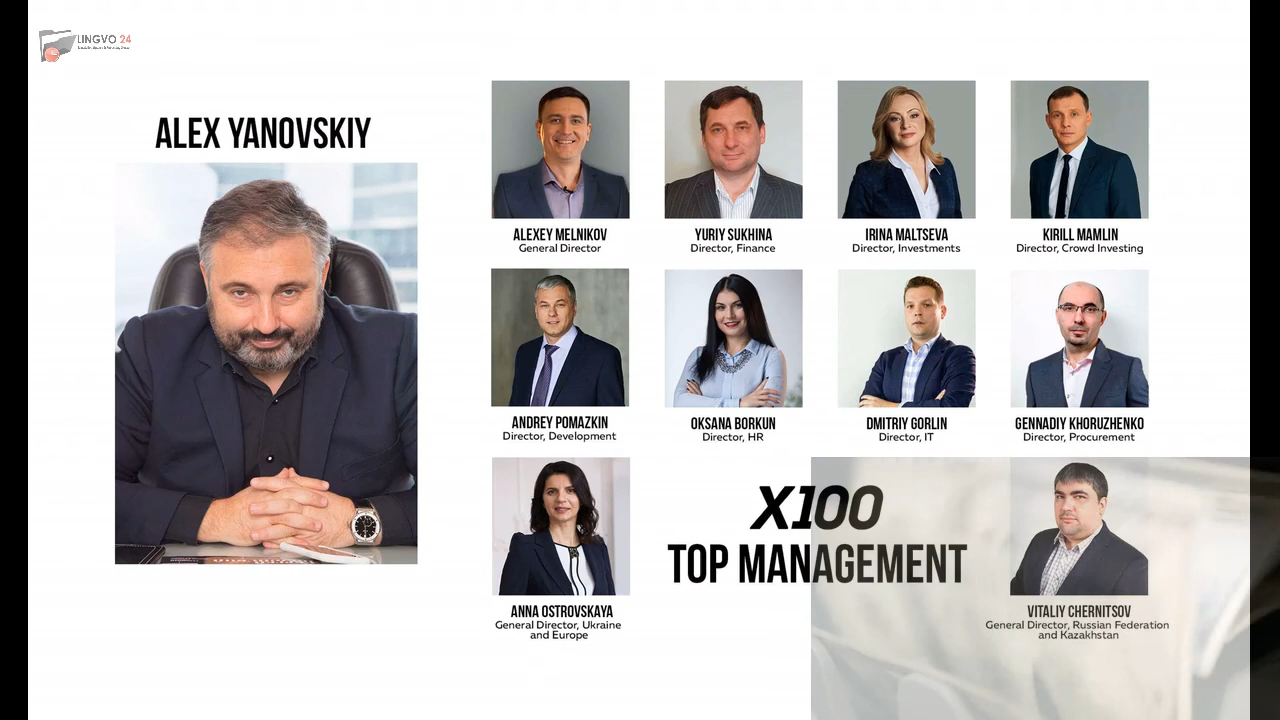 LINGVO 24
ALEX YANOVSKIY
ALEXEY MELNIKOV
General Director
YURIY SUKHINA
Director, Finance
IRINA MALTSEVA
Director, Investments
KIRILL MAMLIN
Director, Crowd Investing
ANDREY POMAZKIN
Director, Development
OKSANA BORKUN
Director, HR
DMITRIY GORLIN
Director, IT
GENNADIY KHORUZHENKO
Director, Procurement
ANNA OSTROVSKAYA
General Director, Ukraine
and Europe
X100
TOP MANAGEMENT
VITALIY CHERNITSOV
General Director, Russian Federation
and Kazakhstan